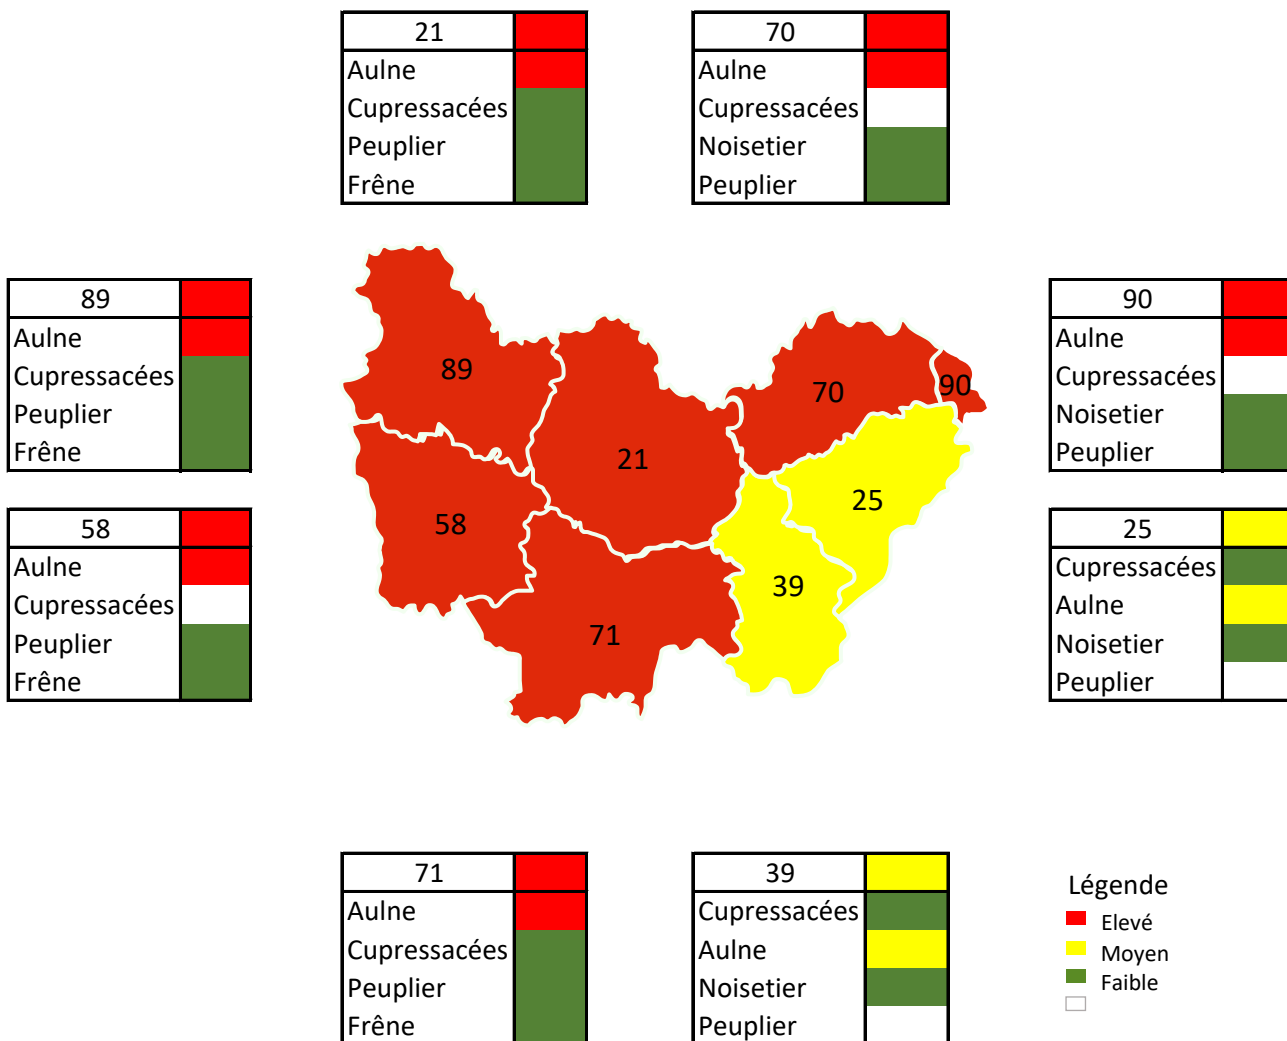 21
Aulne
Cupressacées
Peuplier
Frêne
70
Aulne
Cupressacées
Noisetier
Peuplier
89
Aulne
Cupressacées
Peuplier
Frêne
90
Aulne
Cupressacées
Noisetier
Peuplier
58
Aulne
Cupressacées
Peuplier
Frêne
25
Cupressacées
Aulne
Noisetier
Peuplier
89
70
90
21
25
58
39
71
71
Aulne
Cupressacées
Peuplier
Frêne
39
Cupressacées
Aulne
Noisetier
Peuplier
Légende
Elevé
Moyen
Faible